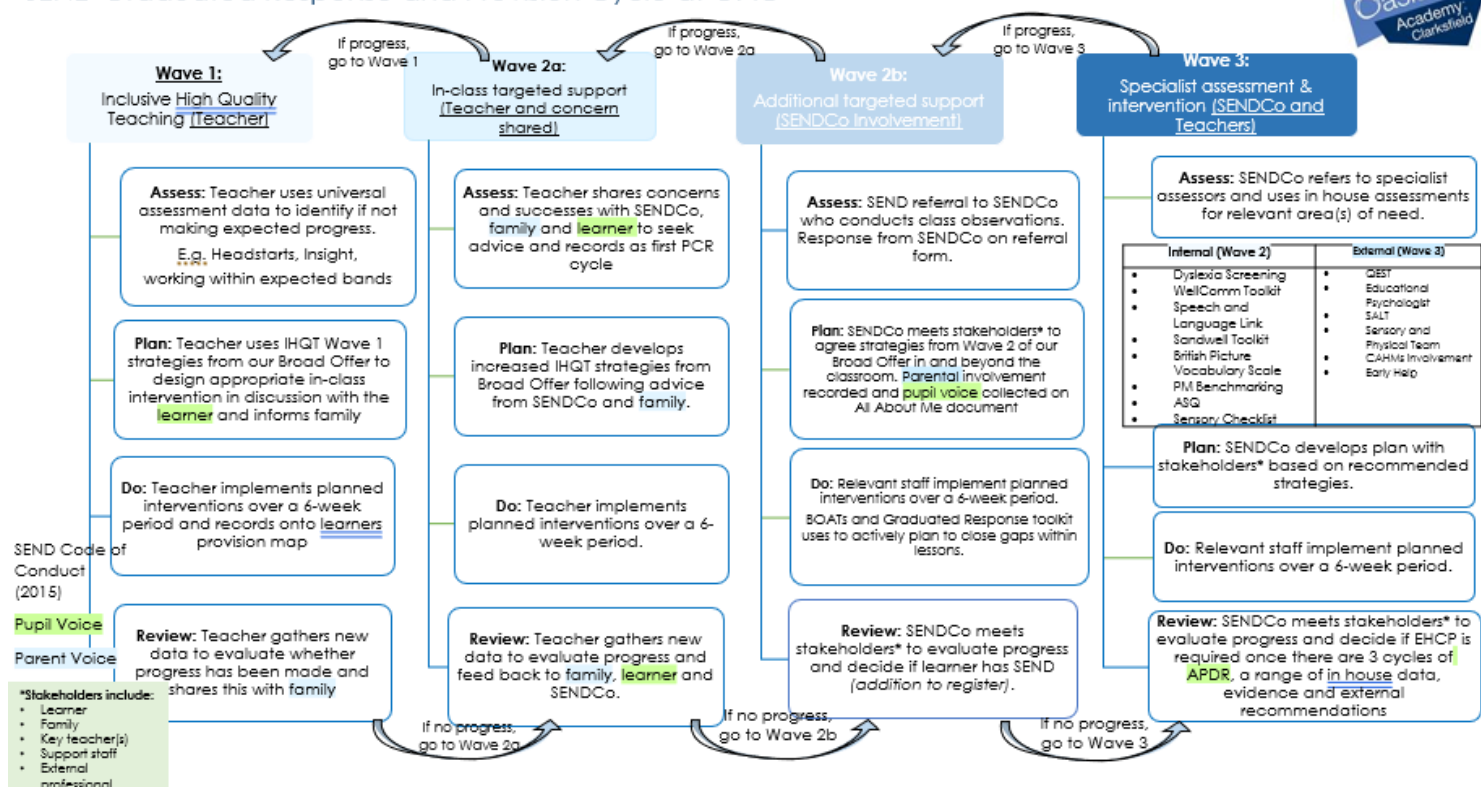 If progress,
go to Wave 1
If progress,
go to Wave 2a
If progress,
go to Wave 3
Academy
Clarksfield
Wave 1:
Inclusive High Quality
Teaching (Teacher)
Assess: Teacher uses universal
assessment data to identify if not
making expected progress.
E.g. Headstarts, Insight,
working within expected bands
Plan: Teacher uses IHQT Wave 1
strategies from our Broad Offer to
design appropriate in-class
intervention in discussion with the
learner and informs family
Do: Teacher implements planned
interventions over a 6-week
period and records onto learners
provision map
Review: Teacher gathers new
data to evaluate whether
progress has been made and
shares this with family
Wave 2a:
In-class targeted support
(Teacher and concern
shared)
Assess: Teacher shares concerns
and successes with SENDCo,
family and learner to seek
advice and records as first PCR
cycle
Plan: Teacher develops
increased IHQT strategies from
Broad Offer following advice
from SENDCo and family.
Do: Teacher implements
planned interventions over a 6-
week period.
Review: Teacher gathers new
data to evaluate progress and
feed back to family, learner and
SENDCo.
Wave 2b:
Additional targeted support
(SENDCo Involvement)
Assess: SEND referral to SENDCo
who conducts class observations.
Response from SENDCo on referral
form.
Plan: SENDCo meets stakeholders* to
agree strategies from Wave 2 of our
Broad Offer in and beyond the
classroom. Parental involvement
recorded and pupil voice collected on
All About Me document
Do: Relevant staff implement planned
interventions over a 6-week period.
BOATs and Graduated Response toolkit
uses to actively plan to close gaps within
lessons.
Review: SENDCo meets
stakeholders* to evaluate progress
and decide if learner has SEND
(addition to register).
Wave 3:
Specialist assessment &
intervention (SENDCo and
Teachers)
Assess: SENDCo refers to specialist
assessors and uses in house assessments
for relevant area(s) of need.
Internal (Wave 2)
• Dyslexia Screening
• WellComm Toolkit
• Speech and
Language Link
• Sandwell Toolkit
• British Picture
Vocabulary Scale
• PM Benchmarking
• ASQ
• Sensory Checklist
External (Wave 3)
• QEST
• Educational
Psychologist
• SALT
• Sensory and
Physical Team
• CAHMs Involvement
• Early Help
Plan: SENDCo develops plan with
stakeholders* based on recommended
strategies.
Do: Relevant staff implement planned
interventions over a 6-week period.
Review: SENDCo meets stakeholders* to
evaluate progress and decide if EHCP is
required once there are 3 cycles of
APDR, a range of in house data,
evidence and external
recommendations
SEND Code of
Conduct
(2015)
Pupil Voice
Parent Voice
*Stakeholders include:
• Learner
• Family
• Key teacher(s)
• Support staff
• External
professional
If no progress,
go to Wave 2a
If no progress,
go to Wave 2b
If no progress,
go to Wave 3